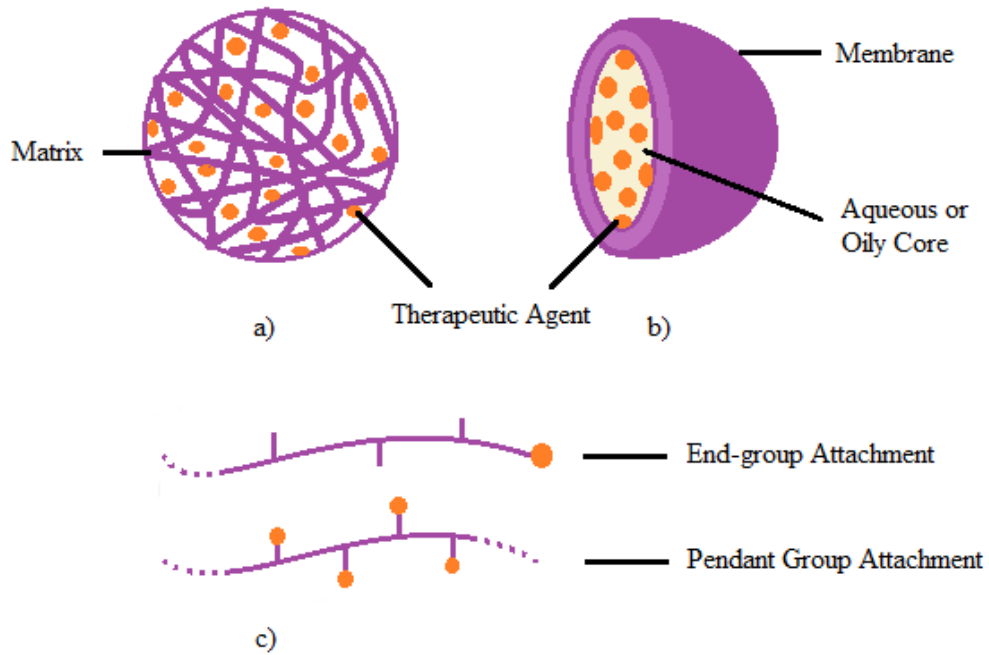 Membrane
Matrix
Aqueous or
Oily Core
Therapeutic Agent
a)
b)
End-group Attachment
Pendant Group Attachment
c)